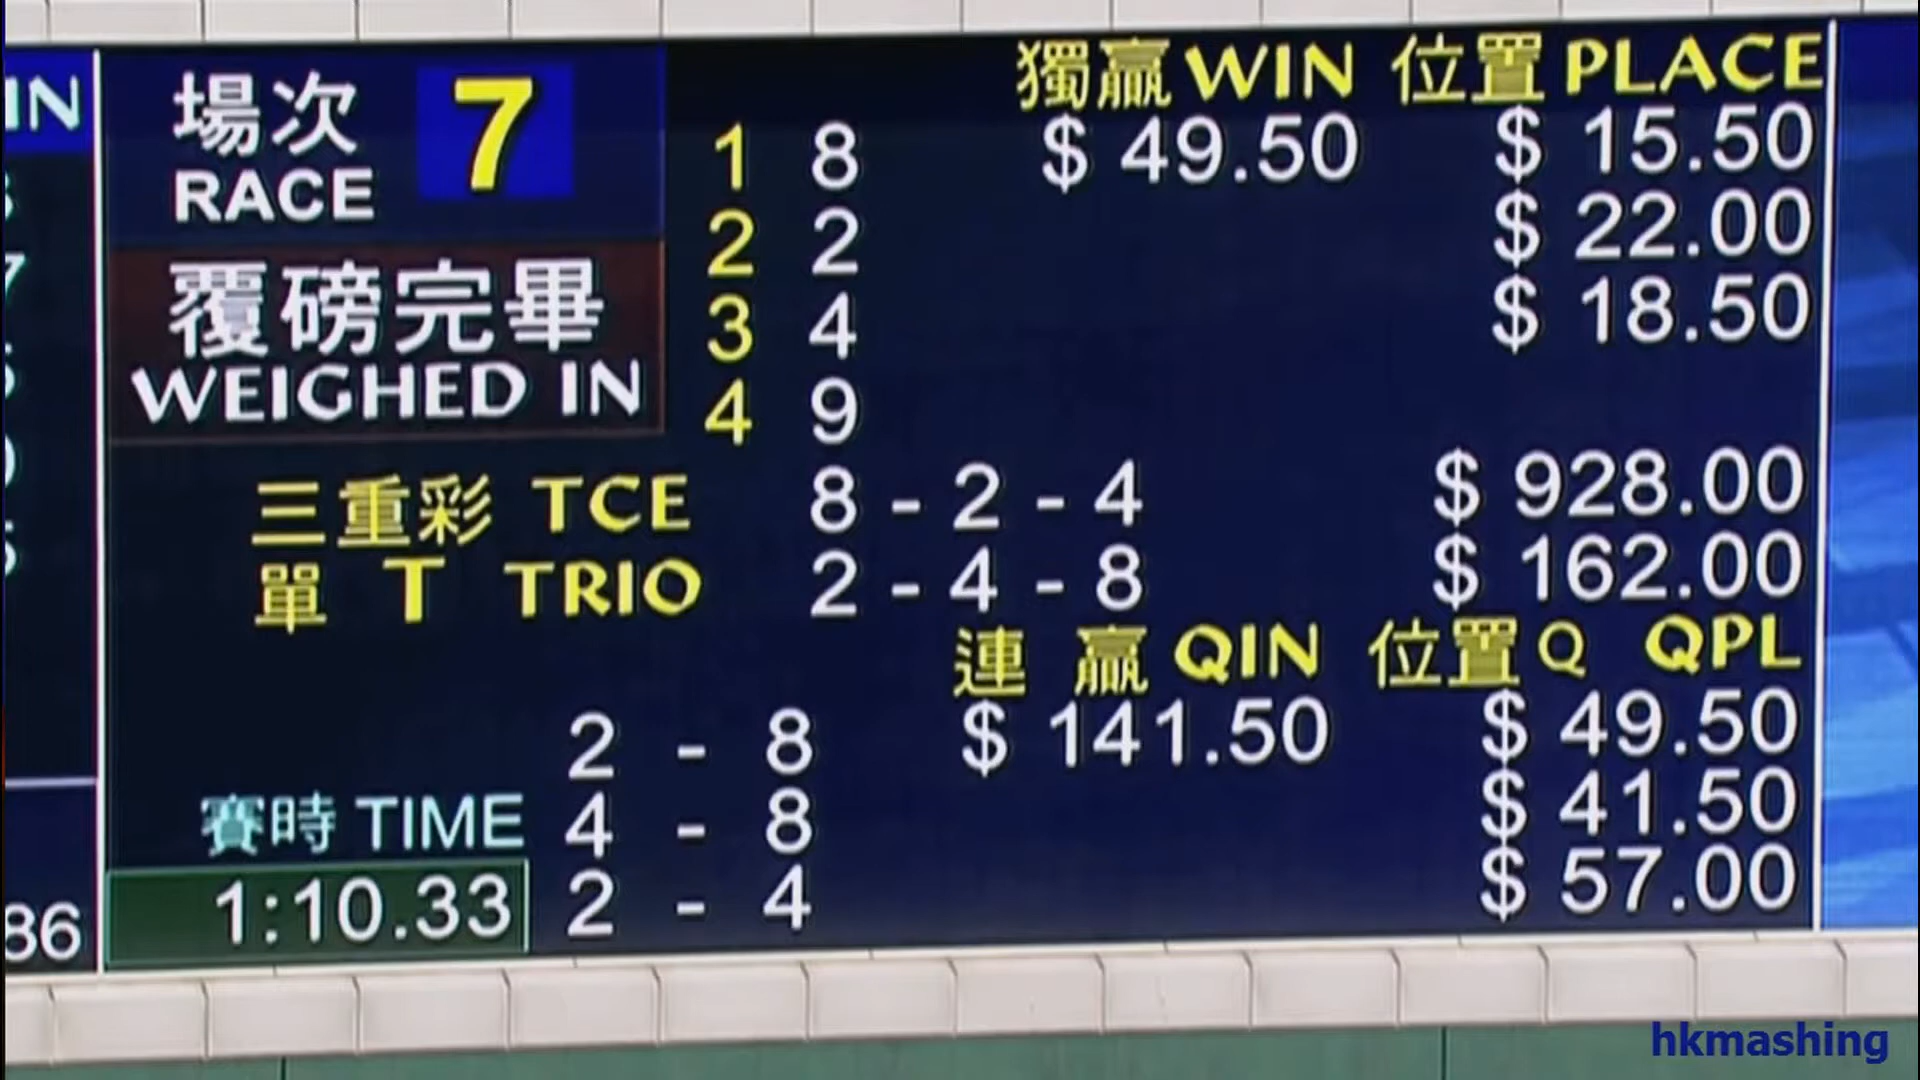 IN
場次 7 獨贏 WIN 位置 PLACE
RACE
1 8 $ 49.50 $ 15.50
2 2 $ 22.00
覆磅完畢 3 4 $ 18.50
WEIGHED IN 4 9
三重彩 TCE 8 - 2 - 4 $ 928.00
單 T TRIO 2 - 4 - 8 $ 162.00
連 贏 QIN 位置 Q QPL
2 - 8 $ 141.50 $ 49.50
賽時 TIME 4 - 8 $ 41.50
1:10.33 2 - 4 $ 57.00
86
hkmashing